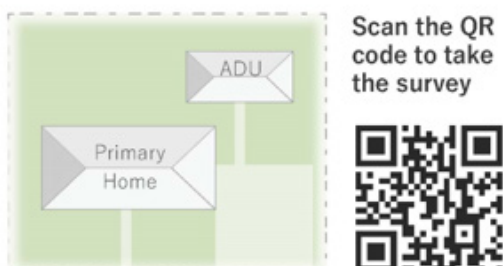 ADU
Primary
Home
Scan the QR
code to take
the survey